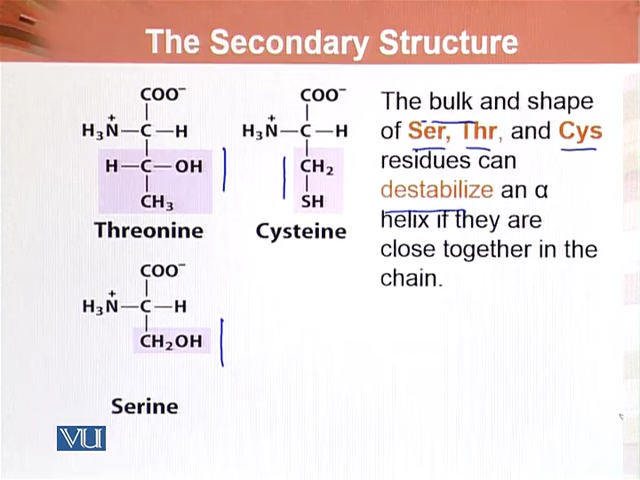 The Secondary Structure
COO⁻
H₃N⁺—C—H
H—C—OH
CH₃
Threonine
COO⁻
H₃N⁺—C—H
CH₂
SH
Cysteine
COO⁻
H₃N⁺—C—H
CH₂OH
Serine
The bulk and shape
of Ser, Thr, and Cys
residues can
destabilize an α
helix if they are
close together in the
chain.
VU